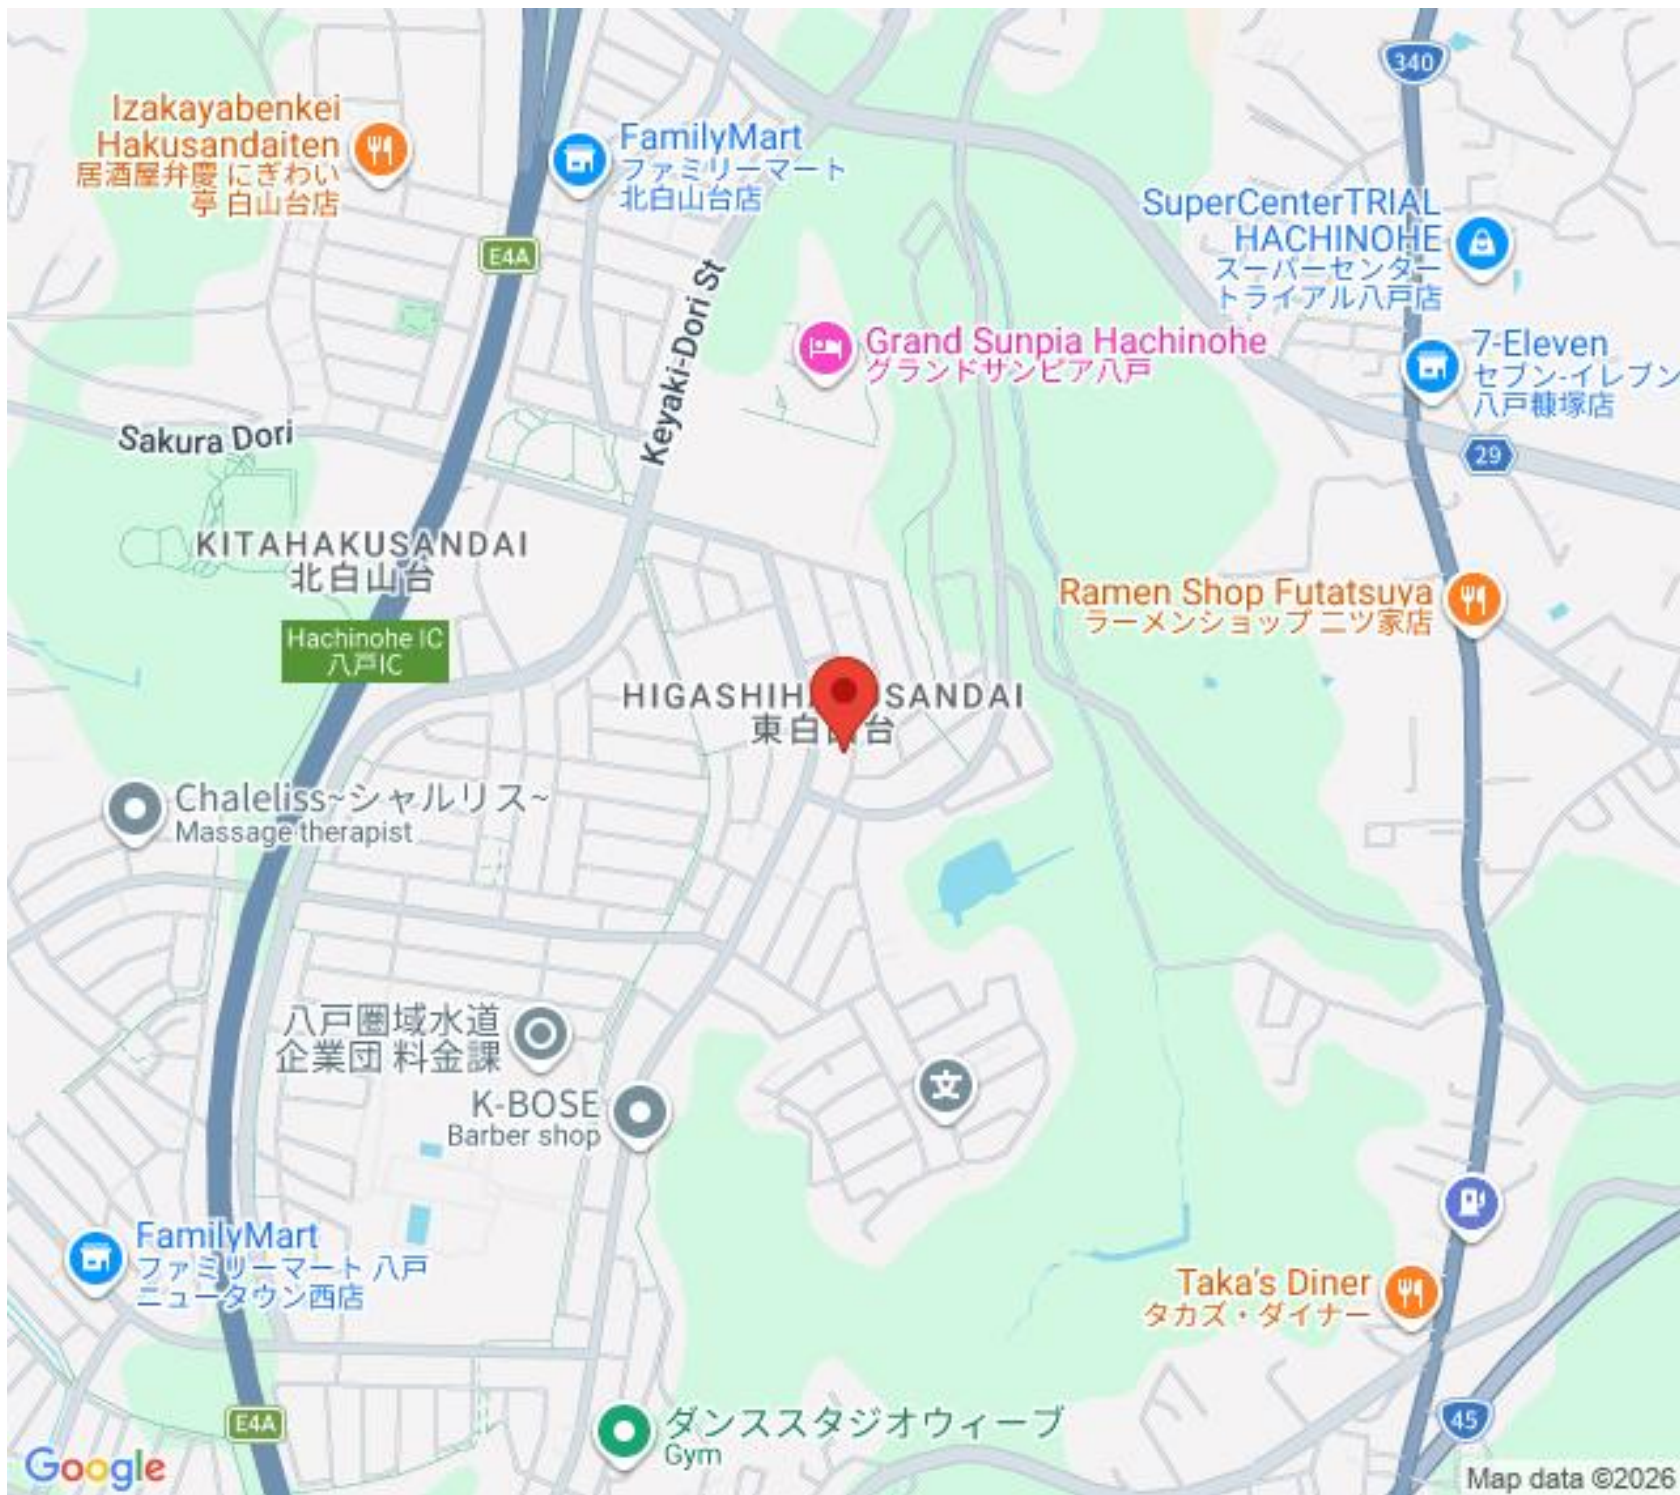 340
Izakayabenkei
Hakusandaiten
居酒屋弁慶 にぎわい
亭 白山台店
FamilyMart
ファミリーマート
北白山台店
SuperCenterTRIAL
HACHINOHE
スーパーセンター
トライアル八戸店
E4A
Keyaki-Dori St
Grand Sunpia Hachinohe
グランドサンピア八戸
7-Eleven
セブン-イレブン
八戸糠塚店
Sakura Dori
29
KITAHAKUSANDAI
北白山台
Ramen Shop Futatsuya
ラーメンショップ 二ツ家店
Hachinohe IC
八戸IC
HIGASHIH USANDAI
東白 台
Chaleliss~シャルリス~
Massage therapist
八戸圏域水道
企業団 料金課
文
K-BOSE
Barber shop
FamilyMart
ファミリーマート 八戸
ニュータウン西店
Taka's Diner
タカズ・ダイナー
E4A
ダンススタジオウィーブ
Gym
45
Google
Map data ©2026